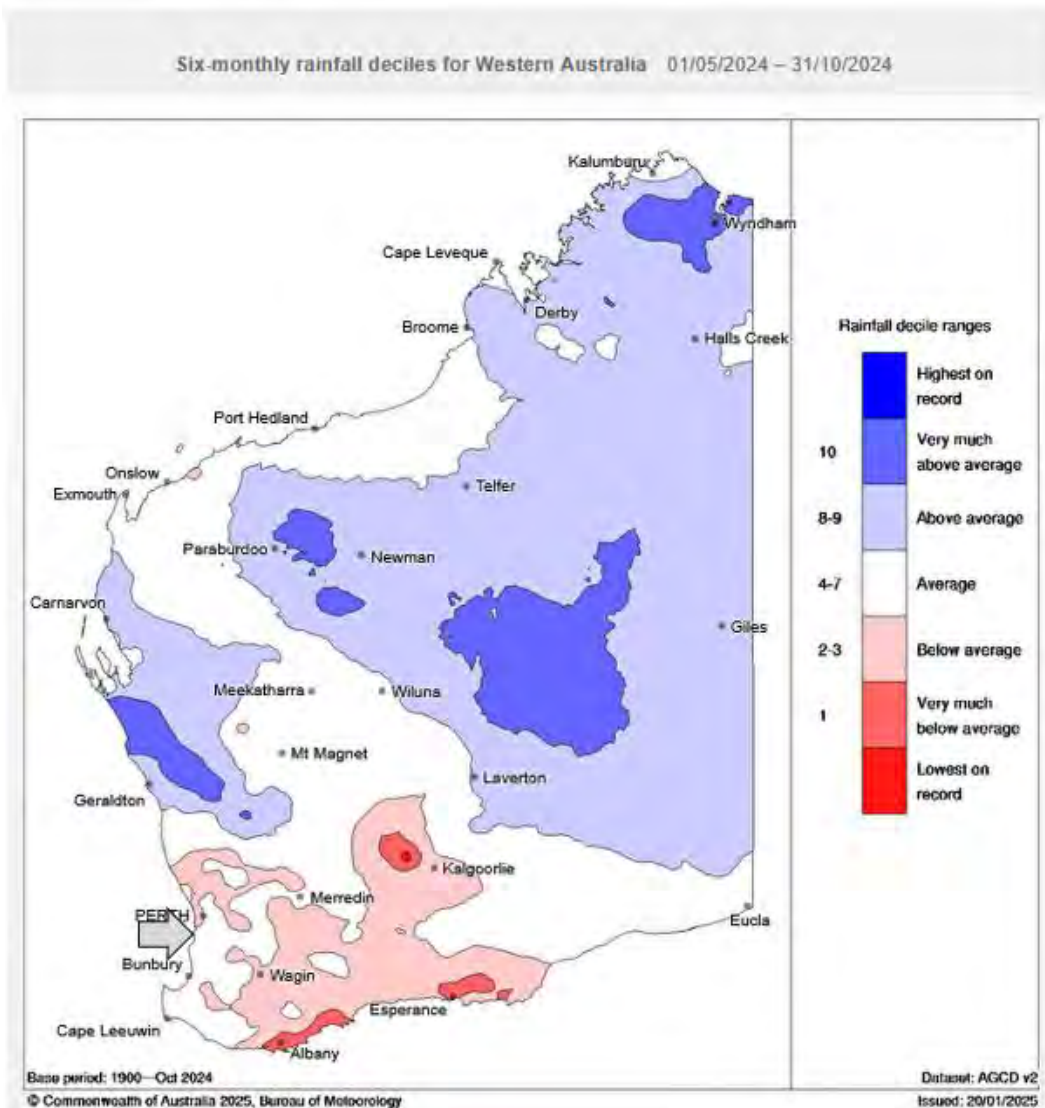 Six-monthly rainfall deciles for Western Australia 01/05/2024 – 31/10/2024
Kalumburu
Wyndham
Cape Leveque
Derby
Broome
Halls Creek
Rainfall decile ranges
Highest on
record
10
Very much
above average
8-9
Above average
4-7
Average
2-3
Below average
1
Very much
below average
Lowest on
record
Port Hedland
Onslow
Exmouth
Telfer
Paraburdoo
Newman
Carnarvon
Giles
Meekatharra
Wiluna
Mt Magnet
Laverton
Geraldton
Kalgoorlie
Merredin
PERTH
Eucla
Bunbury
Wagin
Esperance
Cape Leeuwin
Albany
Base period: 1900—Oct 2024
Dataset: AGCD v2
© Commonwealth of Australia 2025, Bureau of Meteorology
Issued: 20/01/2025